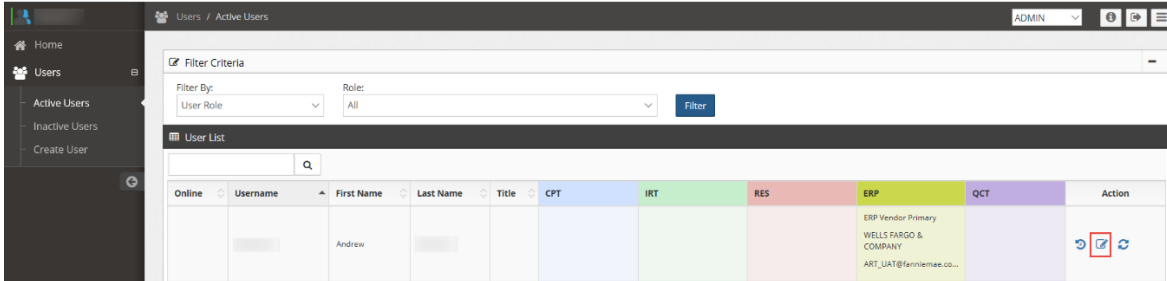 Users / Active Users
ADMIN
Home
Users
Active Users
Inactive Users
Create User
Filter Criteria
Filter By:
Role:
User Role
All
Filter
User List
Online Username First Name Last Name Title CPT IRT RES ERP QCT Action
Andrew
ERP Vendor Primary
WELLS FARGO &
COMPANY
ART_UAT@fanniemae.co...